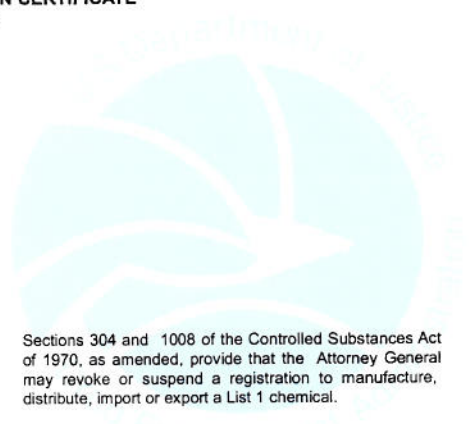 N CERTIFICATE
Sections 304 and 1008 of the Controlled Substances Act
of 1970, as amended, provide that the Attorney General
may revoke or suspend a registration to manufacture,
distribute, import or export a List 1 chemical.